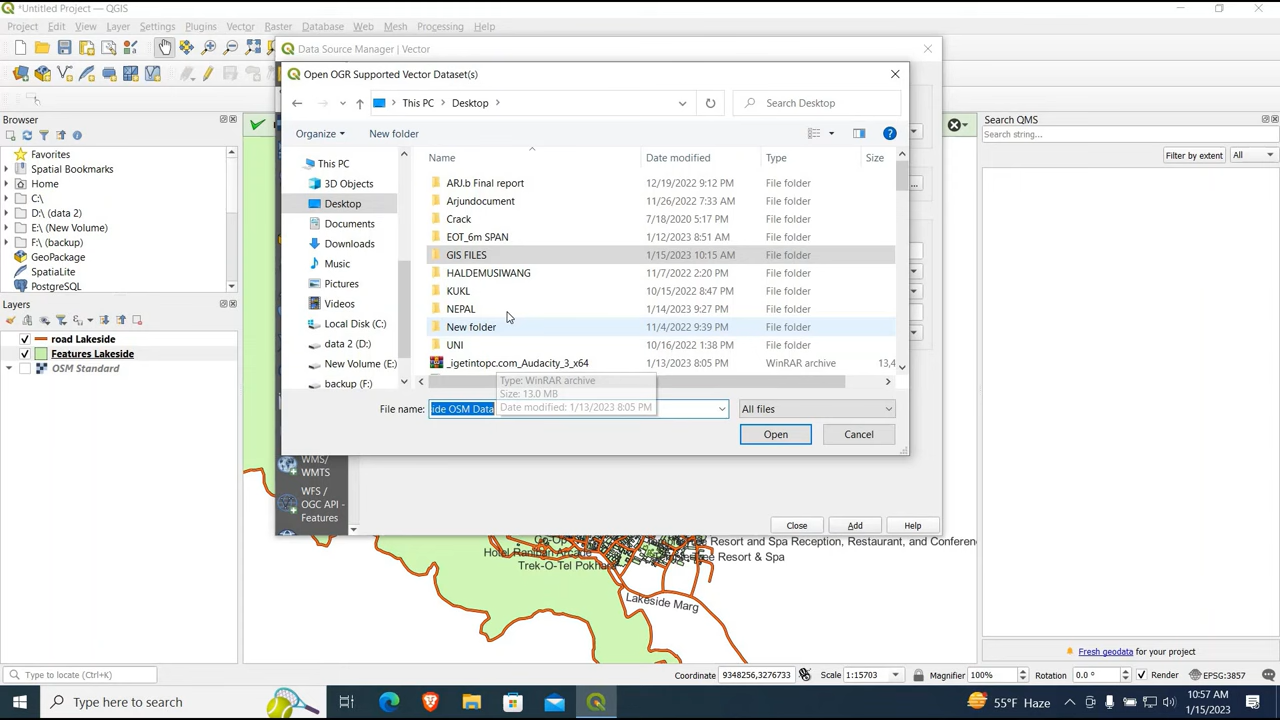 *Untitled Project — QGIS
Project Edit View Layer Settings Plugins Vector Raster Database Web Mesh Processing Help
Data Source Manager | Vector
Open OGR Supported Vector Dataset(s)
This PC > Desktop >
Search Desktop
Organize
New folder
Name Date modified Type Size
This PC
3D Objects
Desktop
Documents
Downloads
Music
Pictures
Videos
Local Disk (C:)
data 2 (D:)
New Volume (E:)
backup (F:)
ARJ.b Final report 12/19/2022 9:12 PM File folder
Arjundocument 11/26/2022 7:33 AM File folder
Crack 7/18/2020 5:17 PM File folder
EOT_6m SPAN 1/12/2023 8:51 AM File folder
GIS FILES 1/15/2023 10:15 AM File folder
HALDEMUSIWANG 11/7/2022 2:20 PM File folder
KUKL 10/15/2022 8:47 PM File folder
NEPAL 1/14/2023 9:27 PM File folder
New folder 11/4/2022 9:39 PM File folder
UNI 10/16/2022 1:38 PM File folder
_igetintopc.com_Audacity_3_x64 1/13/2023 8:05 PM WinRAR archive 13,4
Type: WinRAR archive
Size: 13.0 MB
Date modified: 1/13/2023 8:05 PM
File name: ide OSM Data
All files
Open
Cancel
WMS/
WMTS
WFS /
OGC API -
Features
Close
Add
Help
Browser
Favorites
Spatial Bookmarks
Home
C:\
D:\ (data 2)
E:\ (New Volume)
F:\ (backup)
GeoPackage
SpatiaLite
PostgreSQL
Layers
road Lakeside
Features Lakeside
OSM Standard
Search QMS
Search string...
Filter by extent
All
Hotel Raniban Arcade
Trek-O-Tel Pokhar
Resort and Spa Reception, Restaurant, and Conferen
Resort & Spa
Lakeside Marg
Fresh geodata for your project
Type to locate (Ctrl+K)
Coordinate 9348256,3276733
Scale 1:15703
Magnifier 100%
Rotation 0.0 °
Render
EPSG:3857
Type here to search
55°F Haze
10:57 AM
1/15/2023